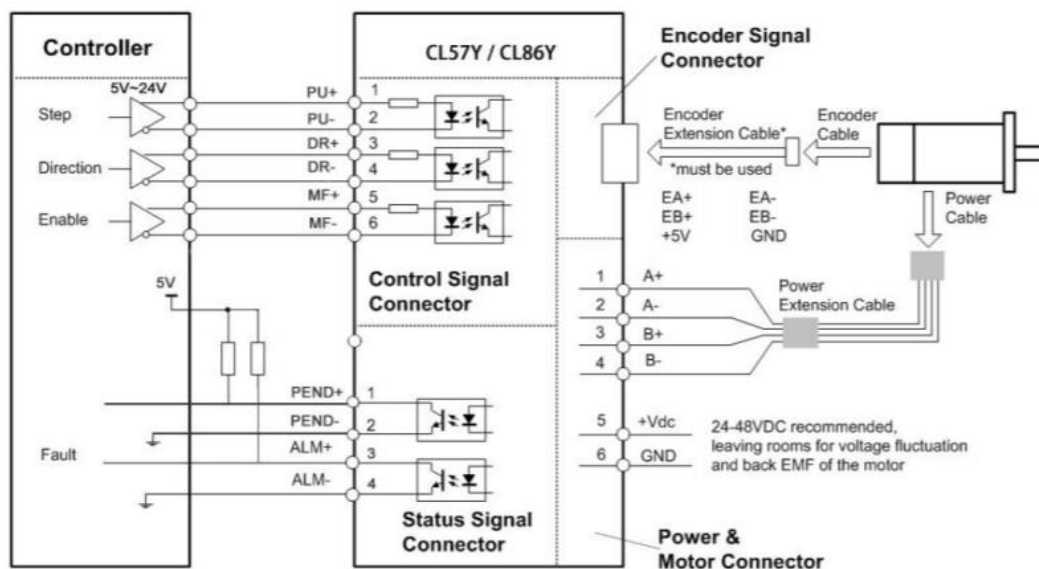 Controller
5V~24V
Step
Direction
Enable
5V
Fault
PU+
PU-
DR+
DR-
MF+
MF-
PEND+
PEND-
ALM+
ALM-
CL57Y / CL86Y
1
2
3
4
5
6
Control Signal
Connector
1
2
3
4
Status Signal
Connector
Encoder Signal
Connector
Encoder
Extension Cable*
*must be used
Encoder
Cable
EA+ EA-
EB+ EB-
+5V GND
Power
Cable
1 A+
2 A-
3 B+
4 B-
Power
Extension Cable
5 +Vdc
6 GND
24-48VDC recommended,
leaving rooms for voltage fluctuation
and back EMF of the motor
Power &
Motor Connector